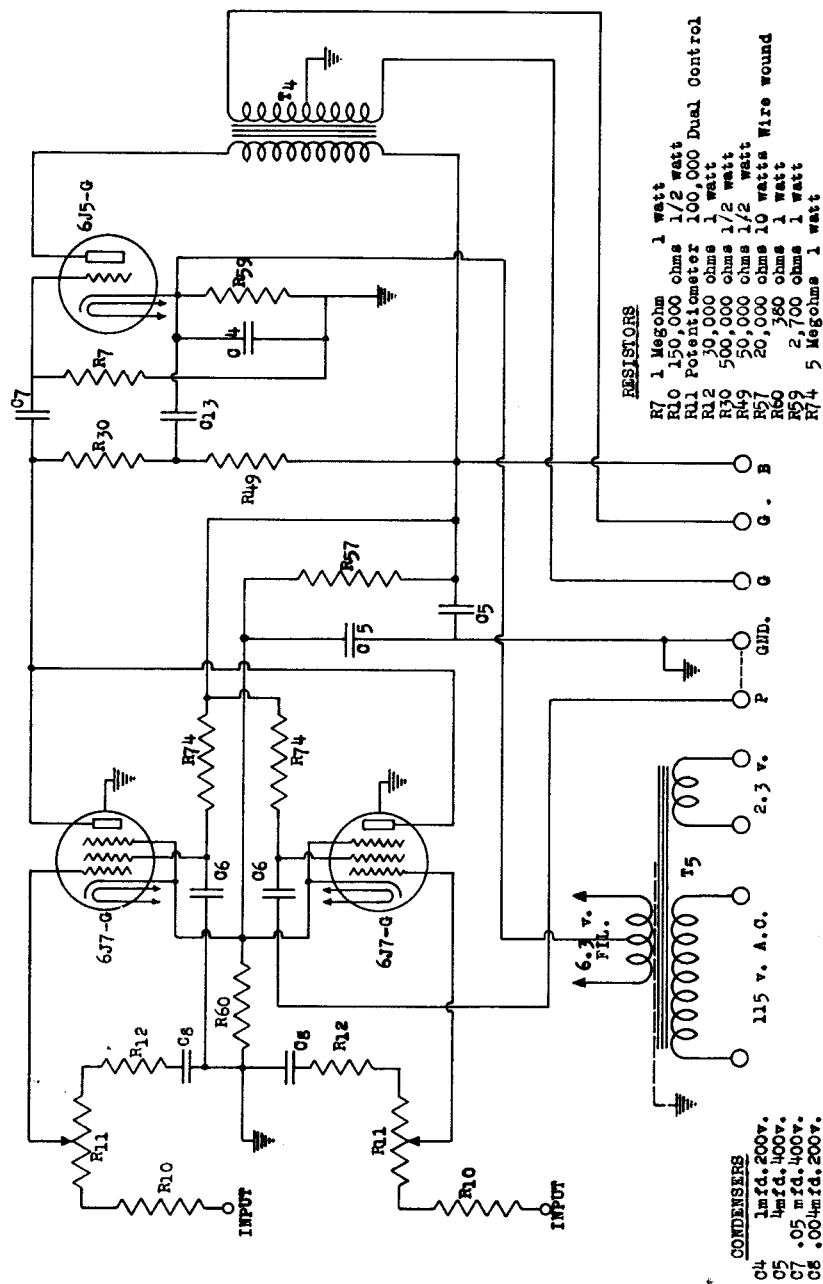 6J5-G
T4
C7
R7
R59
C4
R30
C13
R49
R57
C5
C5
6J7-G
R74
R74
C6
C6
6J7-G
R60
R12
C8
C8
R12
R11
R11
R10
R10
INPUT
INPUT
6.3 v.
FIL.
T5
115 v. A.C.
2.3 v.
P
GND.
G
G.
B
CONDENSERS
C4 1mfd.200v.
C5 4mfd.400v.
C7 .05 mfd.400v.
C8 .004mfd.200v.
RESISTORS
R7 1 Megohm 1 watt
R10 150,000 ohms 1/2 watt
R11 Potentiometer 100,000 Dual Control
R12 30,000 ohms 1 watt
R30 500,000 ohms 1/2 watt
R49 50,000 ohms 1/2 watt
R57 20,000 ohms 10 watts Wire wound
R60 380 ohms 1 watt
R59 2,700 ohms 1 watt
R74 5 Megohms 1 watt